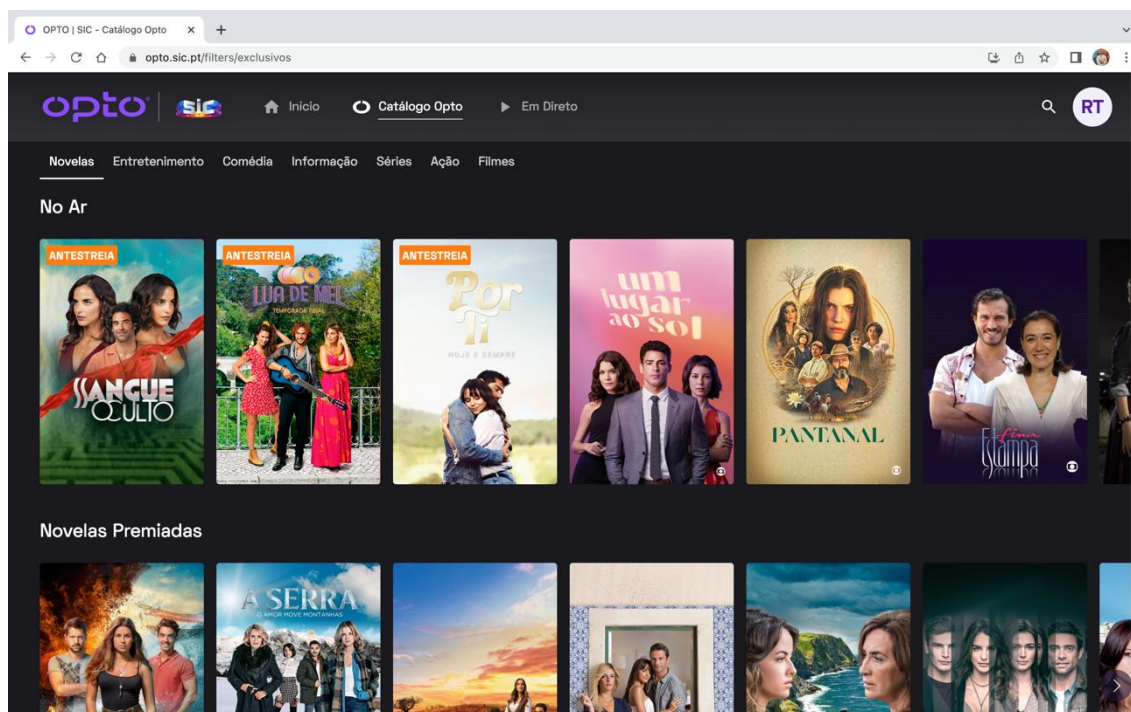 OPTO | SIC - Catálogo Opto
opto.sic.pt/filters/exclusivos
opto SIC Início Catálogo Opto Em Direto RT
Novelas Entretenimento Comédia Informação Séries Ação Filmes
No Ar
ANTESTREIA
SANGUE
OCULTO
ANTESTREIA
LUA DE MEL
TEMPORADA FINAL
ANTESTREIA
Por
Ti
HOJE E SEMPRE
um
lugar
ao sol
PANTANAL
fina
Estampa
Novelas Premiadas
A SERRA
O AMOR MOVE MONTANHAS